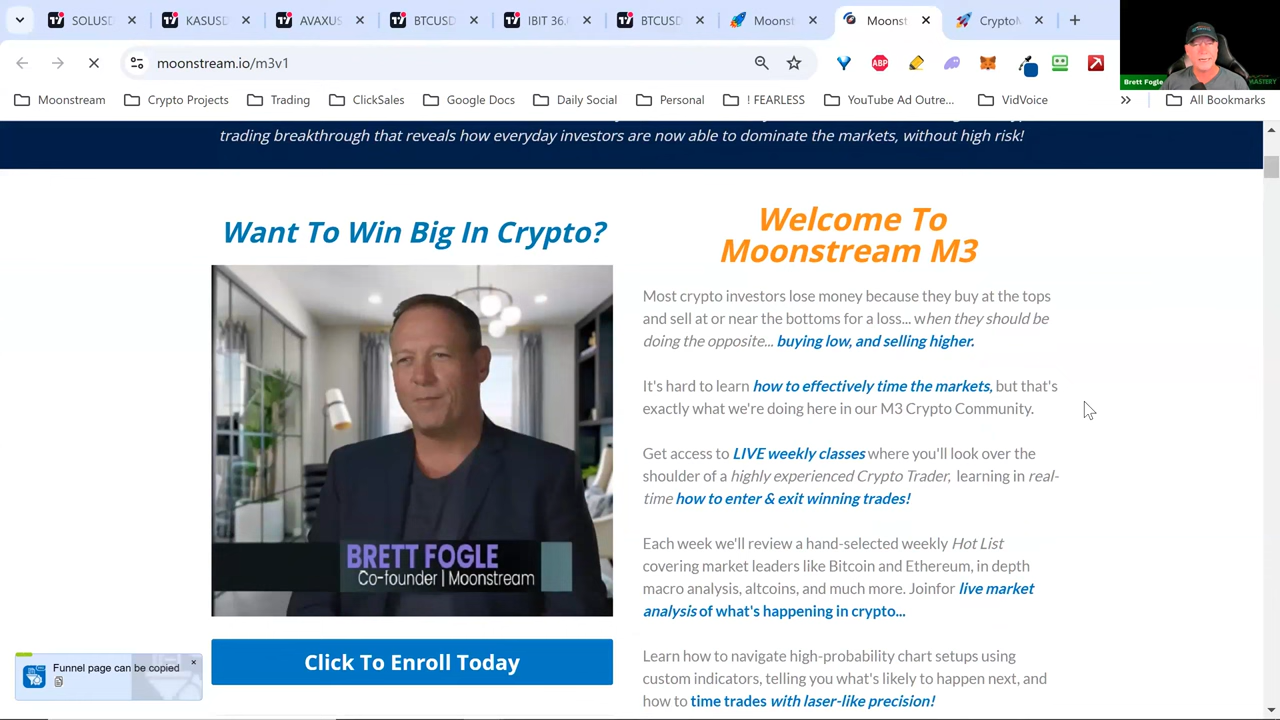 SOLUSD
KASUSD
AVAXUS
BTCUSD
IBIT 36.
BTCUSD
Moonst
Moonst
Crypto
moonstream.io/m3v1
ABP
Brett Fogle
MASTERY
Moonstream
Crypto Projects
Trading
ClickSales
Google Docs
Daily Social
Personal
! FEARLESS
YouTube Ad Outre...
VidVoice
All Bookmarks
trading breakthrough that reveals how everyday investors are now able to dominate the markets, without high risk!
Want To Win Big In Crypto?
BRETT FOGLE
Co-founder | Moonstream
Click To Enroll Today
Welcome To
Moonstream M3
Most crypto investors lose money because they buy at the tops
and sell at or near the bottoms for a loss... when they should be
doing the opposite... buying low, and selling higher.
It's hard to learn how to effectively time the markets, but that's
exactly what we're doing here in our M3 Crypto Community.
Get access to LIVE weekly classes where you'll look over the
shoulder of a highly experienced Crypto Trader, learning in real-
time how to enter & exit winning trades!
Each week we'll review a hand-selected weekly Hot List
covering market leaders like Bitcoin and Ethereum, in depth
macro analysis, altcoins, and much more. Joinfor live market
analysis of what's happening in crypto...
Learn how to navigate high-probability chart setups using
custom indicators, telling you what's likely to happen next, and
how to time trades with laser-like precision!
Funnel page can be copied